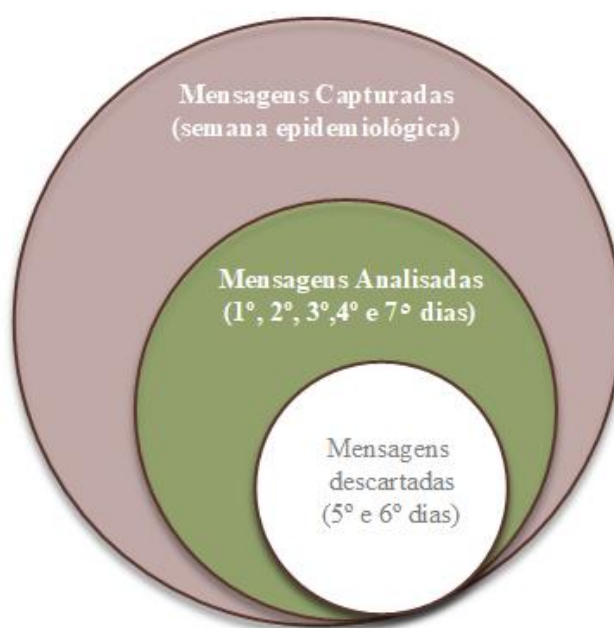 Mensagens Capturadas
(semana epidemiológica)
Mensagens Analisadas
(1º, 2º, 3º,4º e 7º dias)
Mensagens
descartadas
(5º e 6º dias)